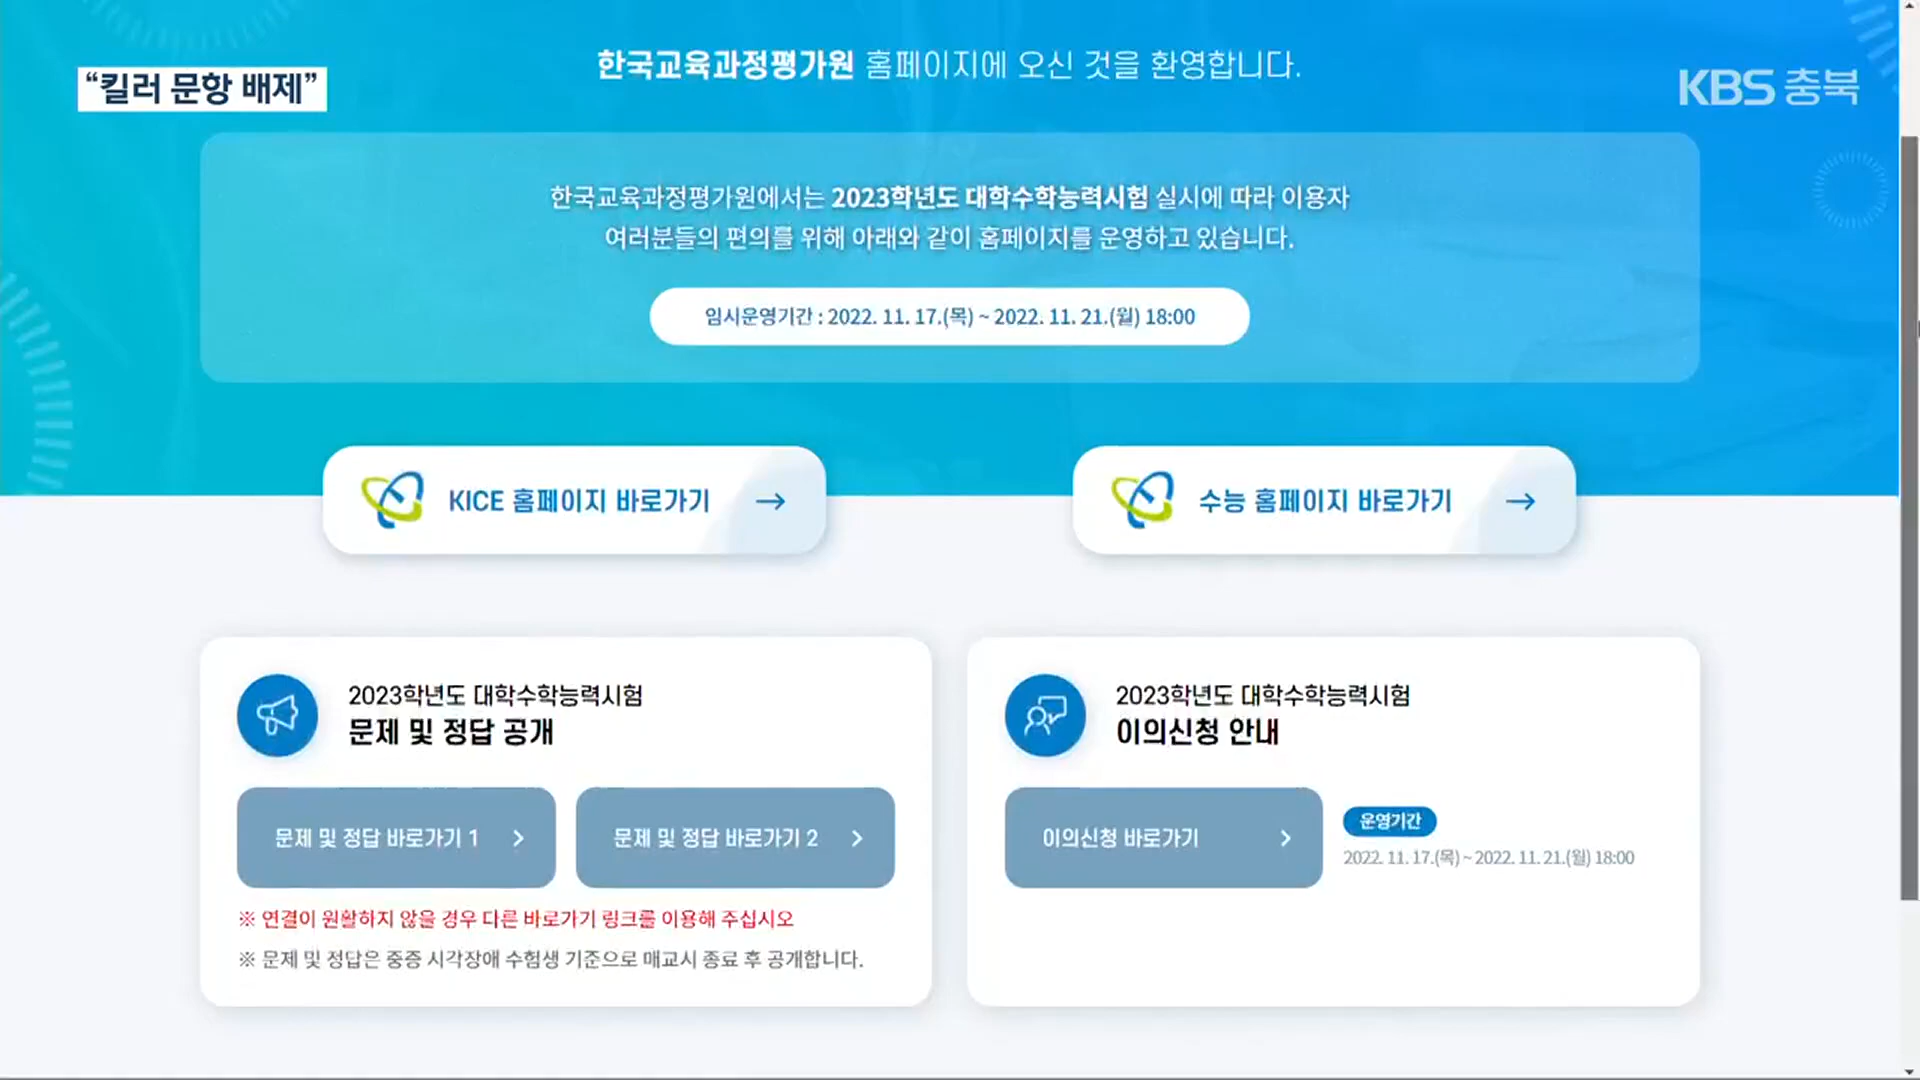 한국교육과정평가원 홈페이지에 오신 것을 환영합니다.
“킬러 문항 배제”
KBS 충북
한국교육과정평가원에서는 2023학년도 대학수학능력시험 실시에 따라 이용자
여러분들의 편의를 위해 아래와 같이 홈페이지를 운영하고 있습니다.
임시운영기간 : 2022. 11. 17.(목) ~ 2022. 11. 21.(월) 18:00
KICE 홈페이지 바로가기
수능 홈페이지 바로가기
2023학년도 대학수학능력시험
문제 및 정답 공개
문제 및 정답 바로가기 1
문제 및 정답 바로가기 2
※ 연결이 원활하지 않을 경우 다른 바로가기 링크를 이용해 주십시오
※ 문제 및 정답은 중증 시각장애 수험생 기준으로 매교시 종료 후 공개합니다.
2023학년도 대학수학능력시험
이의신청 안내
이의신청 바로가기
운영기간
2022. 11. 17.(목) ~ 2022. 11. 21.(월) 18:00